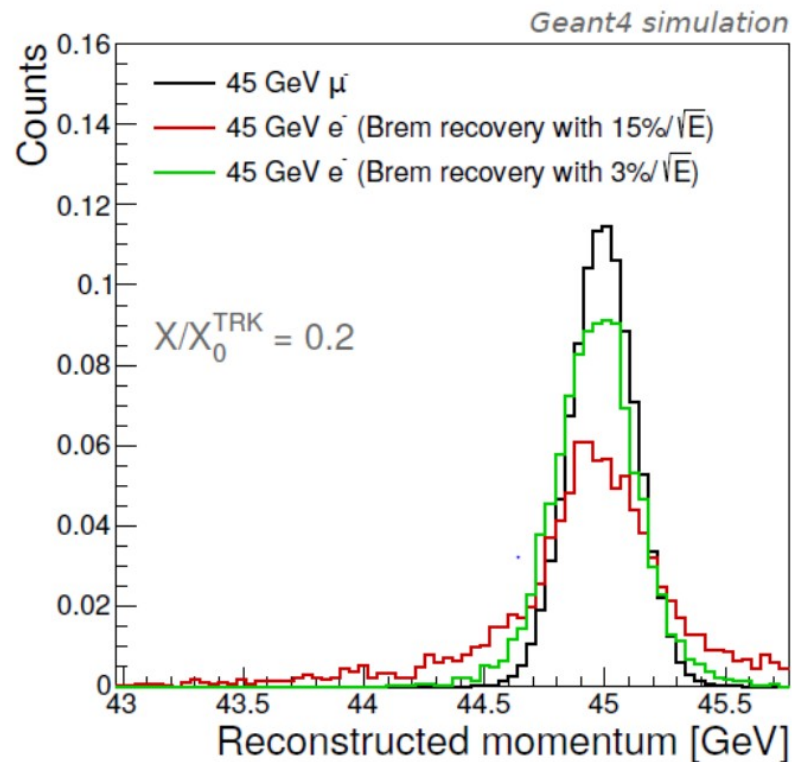 Geant4 simulation
Counts
0.16
0.14
0.12
0.1
0.08
0.06
0.04
0.02
0
45 GeV μ-
45 GeV e- (Brem recovery with 15%/√E)
45 GeV e- (Brem recovery with 3%/√E)
X/X₀ᵀᴿᴷ = 0.2
43 43.5 44 44.5 45 45.5
Reconstructed momentum [GeV]